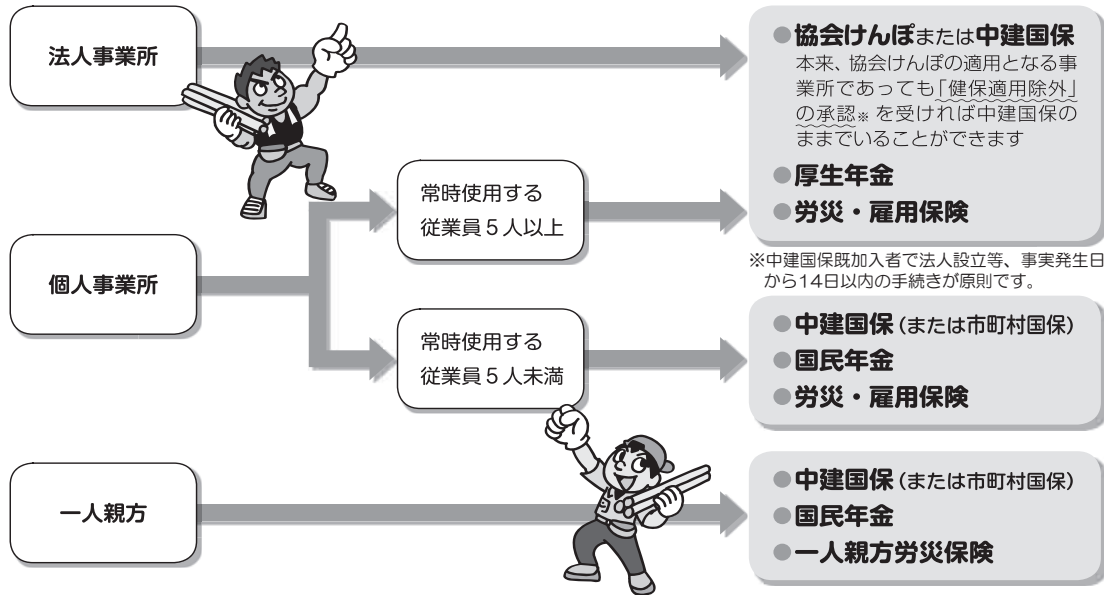 法人事業所
●協会けんぽまたは中建国保
本来、協会けんぽの適用となる事
業所であっても「健保適用除外」
の承認※を受ければ中建国保の
ままでいることができます
●厚生年金
●労災・雇用保険
※中建国保既加入者で法人設立等、事実発生日
から14日以内の手続きが原則です。
個人事業所
常時使用する
従業員5人以上
常時使用する
従業員5人未満
●中建国保(または市町村国保)
●国民年金
●労災・雇用保険
一人親方
●中建国保(または市町村国保)
●国民年金
●一人親方労災保険